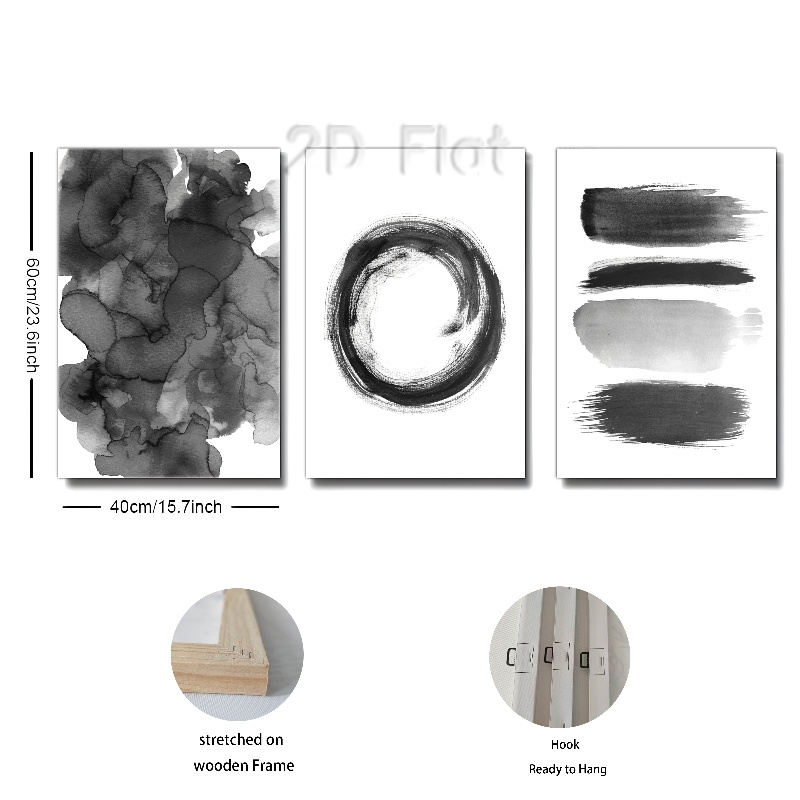 2D Flat
60cm/23.6inch
40cm/15.7inch
stretched on
wooden Frame
Hook
Ready to Hang